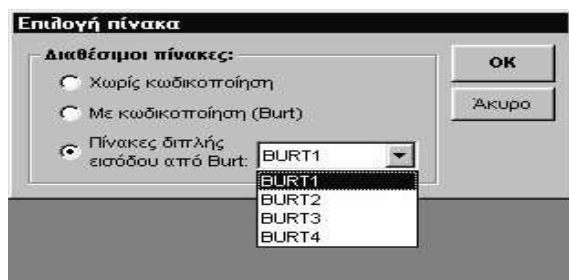 Επιλογή πίνακα
Διαθέσιμοι πίνακες:
Χωρίς κωδικοποίηση
Με κωδικοποίηση (Burt)
Πίνακες διπλής
εισόδου από Burt:
BURT1
BURT1
BURT2
BURT3
BURT4
OK
Άκυρο